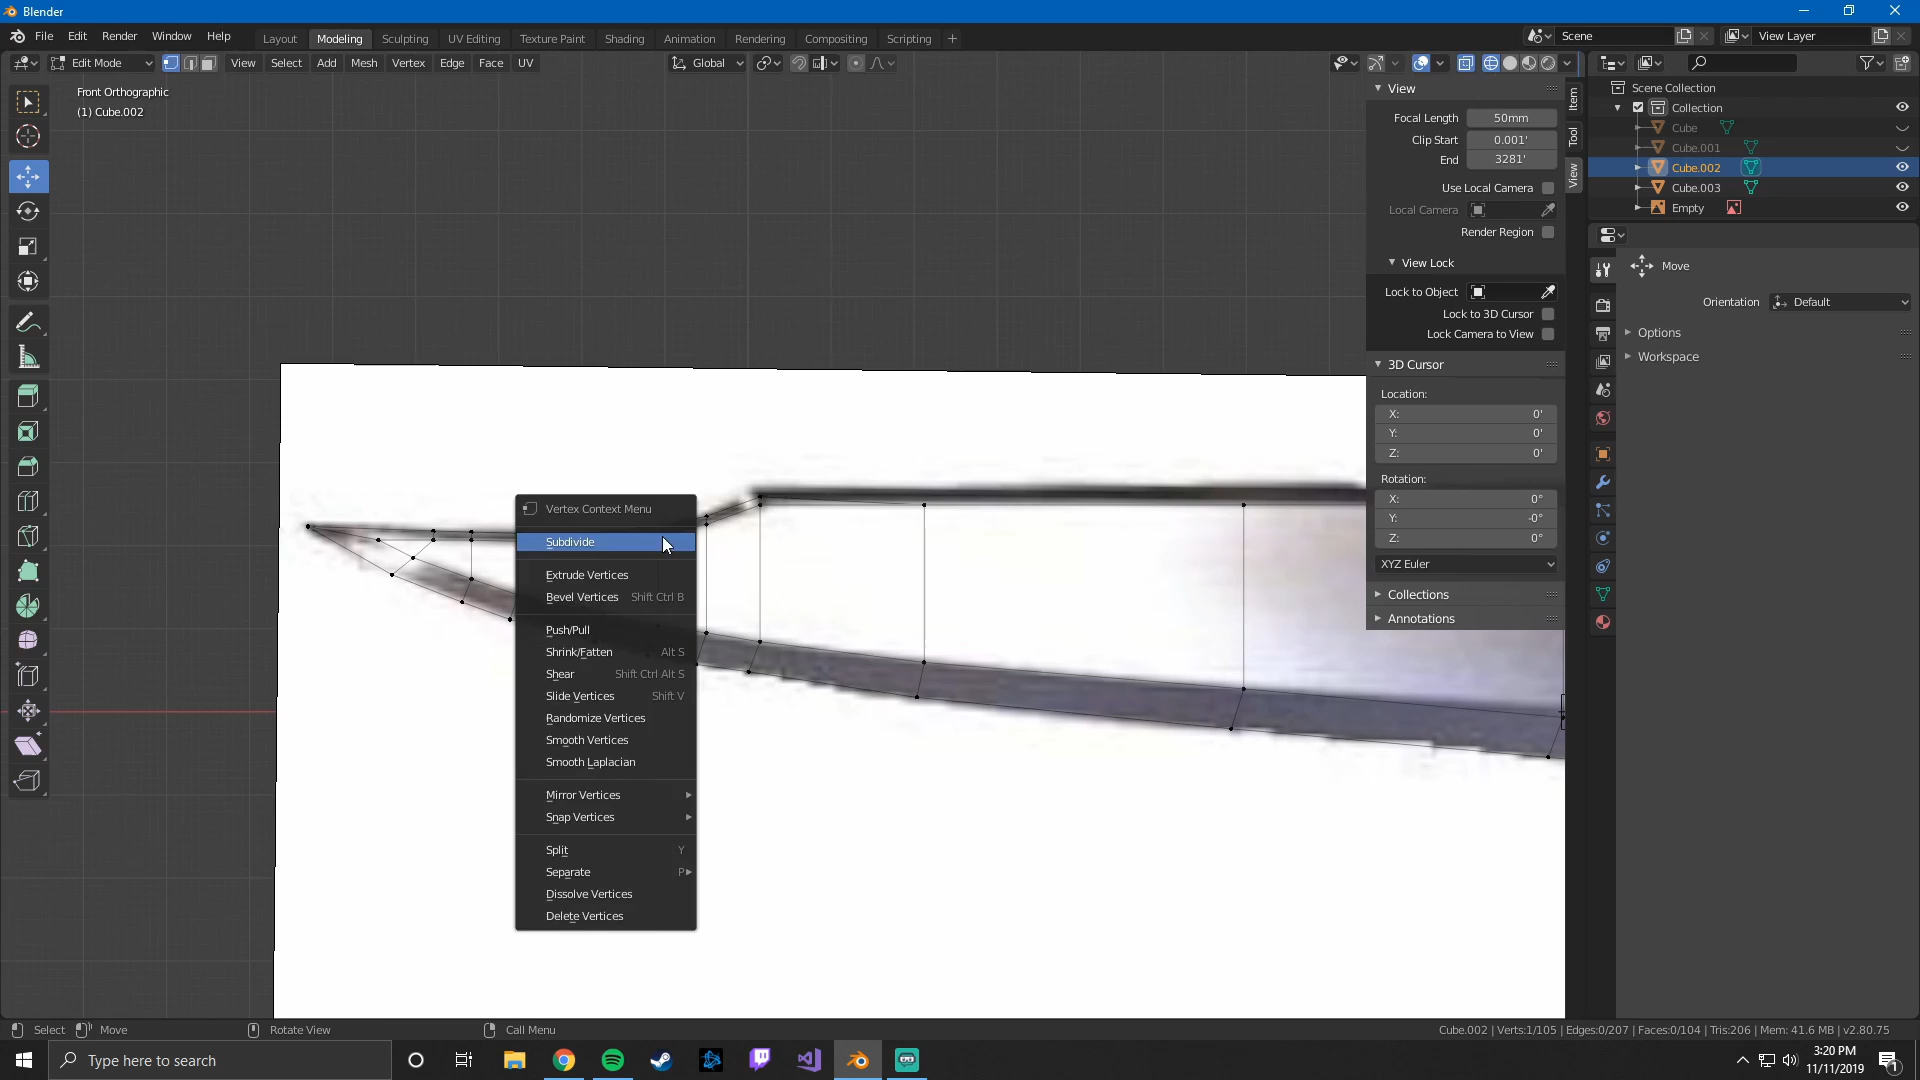 Blender
File Edit Render Window Help
Layout Modeling Sculpting UV Editing Texture Paint Shading Animation Rendering Compositing Scripting +
Scene
View Layer
Edit Mode
View Select Add Mesh Vertex Edge Face UV
Global
Front Orthographic
(1) Cube.002
View
Focal Length 50mm
Clip Start 0.001'
End 3281'
Use Local Camera
Local Camera
Render Region
View Lock
Lock to Object
Lock to 3D Cursor
Lock Camera to View
3D Cursor
Location:
X: 0'
Y: 0'
Z: 0'
Rotation:
X: 0°
Y: -0°
Z: 0°
XYZ Euler
Collections
Annotations
Item
Tool
View
Scene Collection
Collection
Cube
Cube.001
Cube.002
Cube.003
Empty
Move
Orientation Default
Options
Workspace
Vertex Context Menu
Subdivide
Extrude Vertices
Bevel Vertices Shift Ctrl B
Push/Pull
Shrink/Fatten Alt S
Shear Shift Ctrl Alt S
Slide Vertices Shift V
Randomize Vertices
Smooth Vertices
Smooth Laplacian
Mirror Vertices
Snap Vertices
Split Y
Separate P
Dissolve Vertices
Delete Vertices
Select Move Rotate View Call Menu
Cube.002 | Verts:1/105 | Edges:0/207 | Faces:0/104 | Tris:206 | Mem: 41.6 MB | v2.80.75
Type here to search
3:20 PM
11/11/2019
1